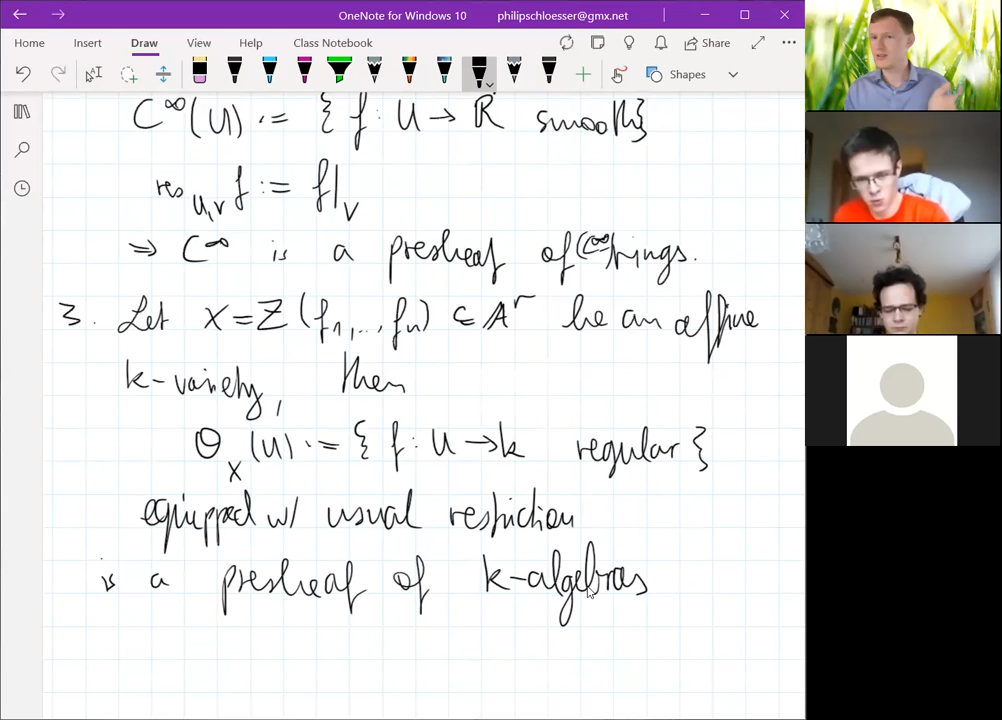 OneNote for Windows 10
philipschloesser@gmx.net
Home Insert Draw View Help Class Notebook
Share
Shapes
C^∞(U) := { f : U → ℝ smooth}
res_{U,V} f := f|_V
⇒ C^∞ is a presheaf of (C^∞-)rings.
3. Let X = Z(f_1,..., f_n) ⊆ A^r be an affine
k-variety, then
O_X(U) := { f : U → k regular }
equipped w/ usual restriction
is a presheaf of k-algebras